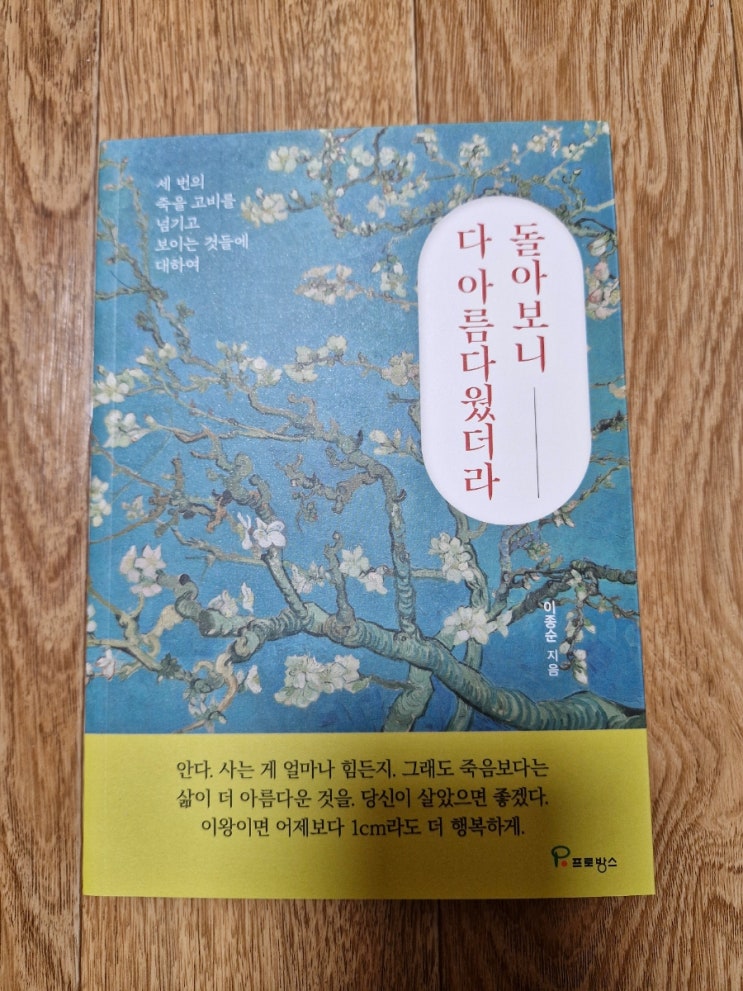 세 번의
죽을 고비를
넘기고
보이는 것들에
대하여
돌아보니
다 아름다웠더라
이종순 지음
안다. 사는 게 얼마나 힘든지. 그래도 죽음보다는
삶이 더 아름다운 것을. 당신이 살았으면 좋겠다.
이왕이면 어제보다 1cm라도 더 행복하게.
프로방스